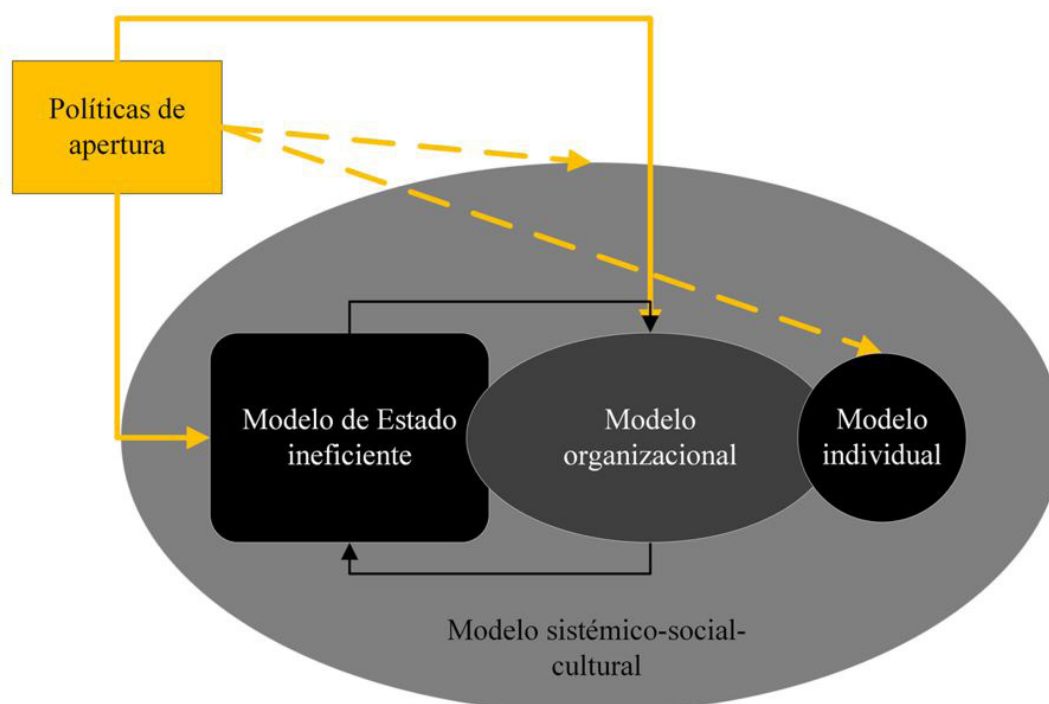 Políticas de
apertura
Modelo de Estado
ineficiente
Modelo
organizacional
Modelo
individual
Modelo sistémico-social-
cultural